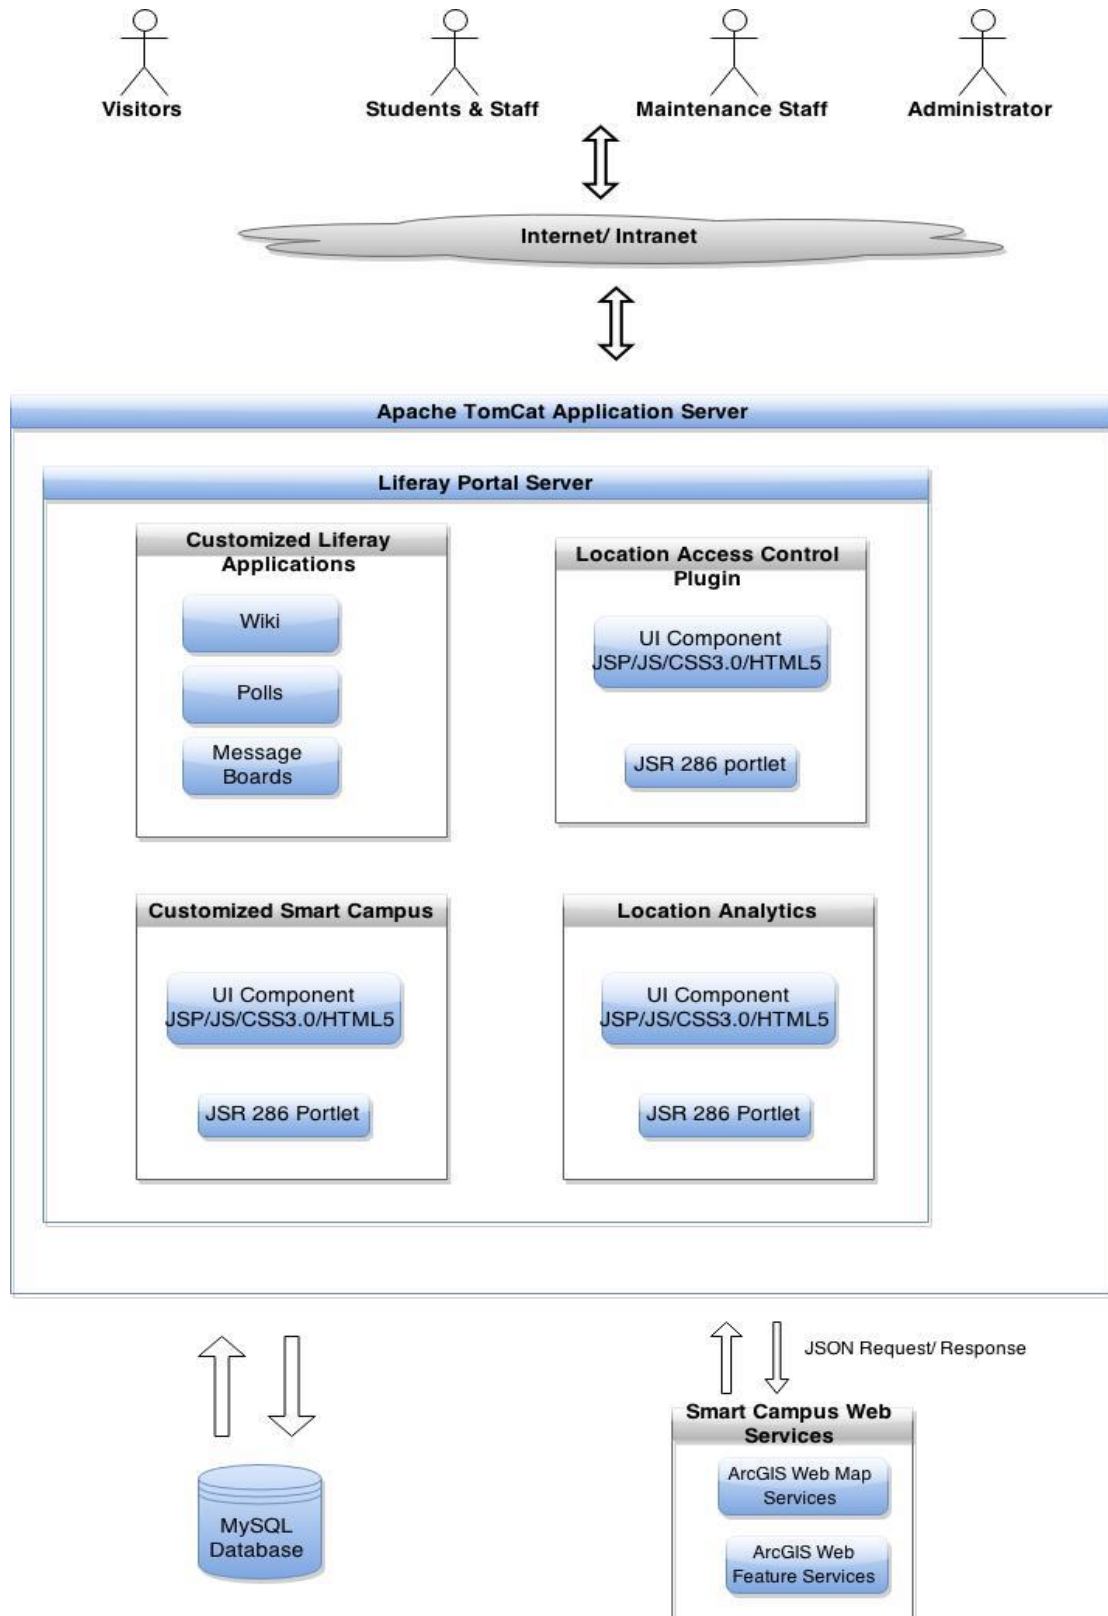 Visitors
Students & Staff
Maintenance Staff
Administrator
Internet/ Intranet
Apache TomCat Application Server
Liferay Portal Server
Customized Liferay
Applications
Wiki
Polls
Message
Boards
Location Access Control
Plugin
UI Component
JSP/JS/CSS3.0/HTML5
JSR 286 portlet
Customized Smart Campus
UI Component
JSP/JS/CSS3.0/HTML5
JSR 286 Portlet
Location Analytics
UI Component
JSP/JS/CSS3.0/HTML5
JSR 286 Portlet
JSON Request/ Response
MySQL
Database
Smart Campus Web
Services
ArcGIS Web Map
Services
ArcGIS Web
Feature Services